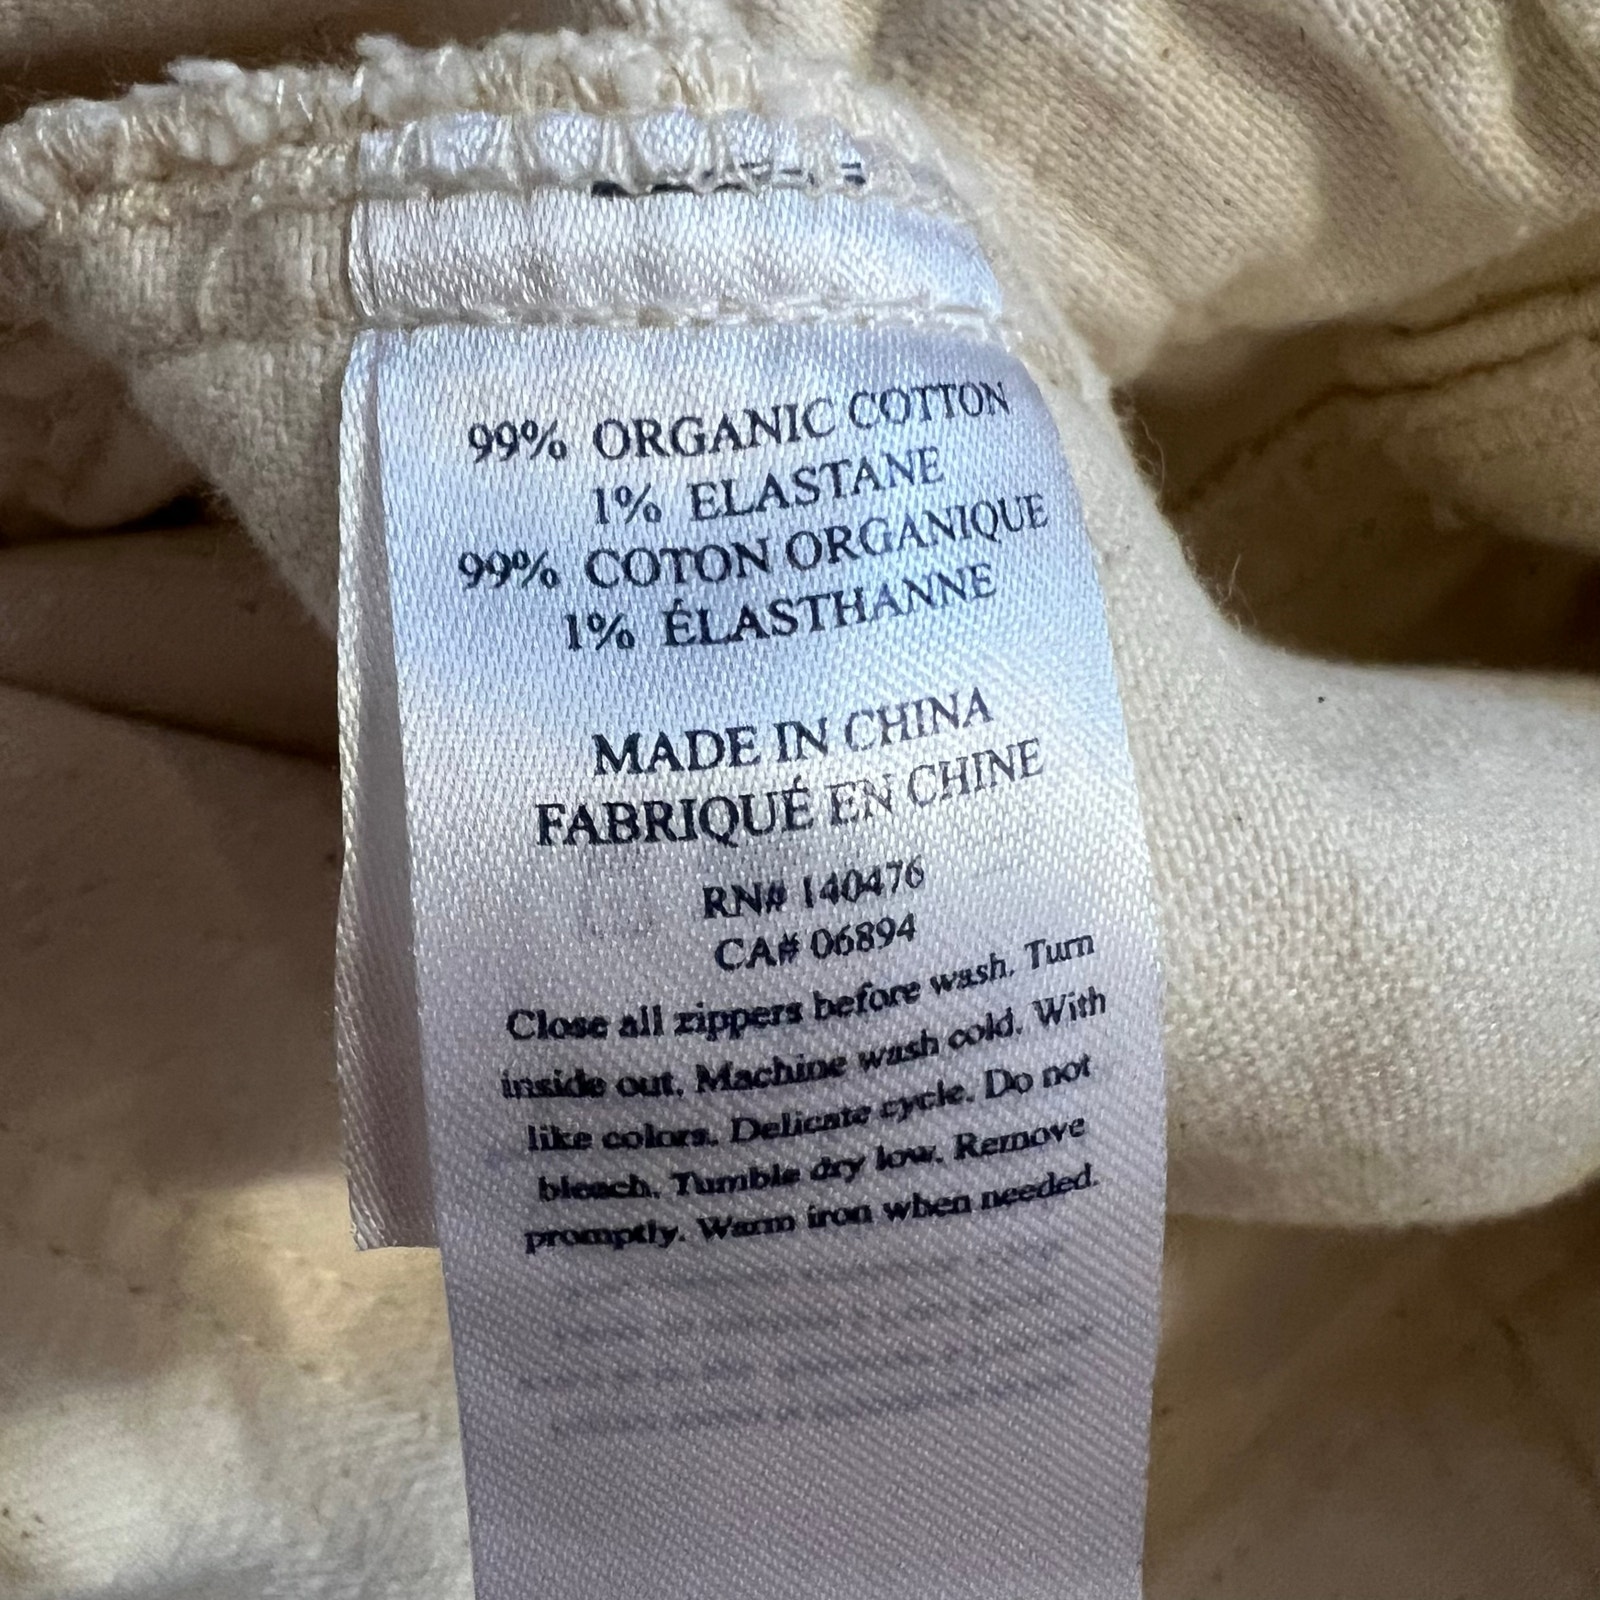 99% ORGANIC COTTON
1% ELASTANE
99% COTON ORGANIQUE
1% ÉLASTHANNE
MADE IN CHINA
FABRIQUÉ EN CHINE
RN# 140476
CA# 06894
Close all zippers before wash. Turn
inside out. Machine wash cold. With
like colors. Delicate cycle. Do not
bleach. Tumble dry low. Remove
promptly. Warm iron when needed.